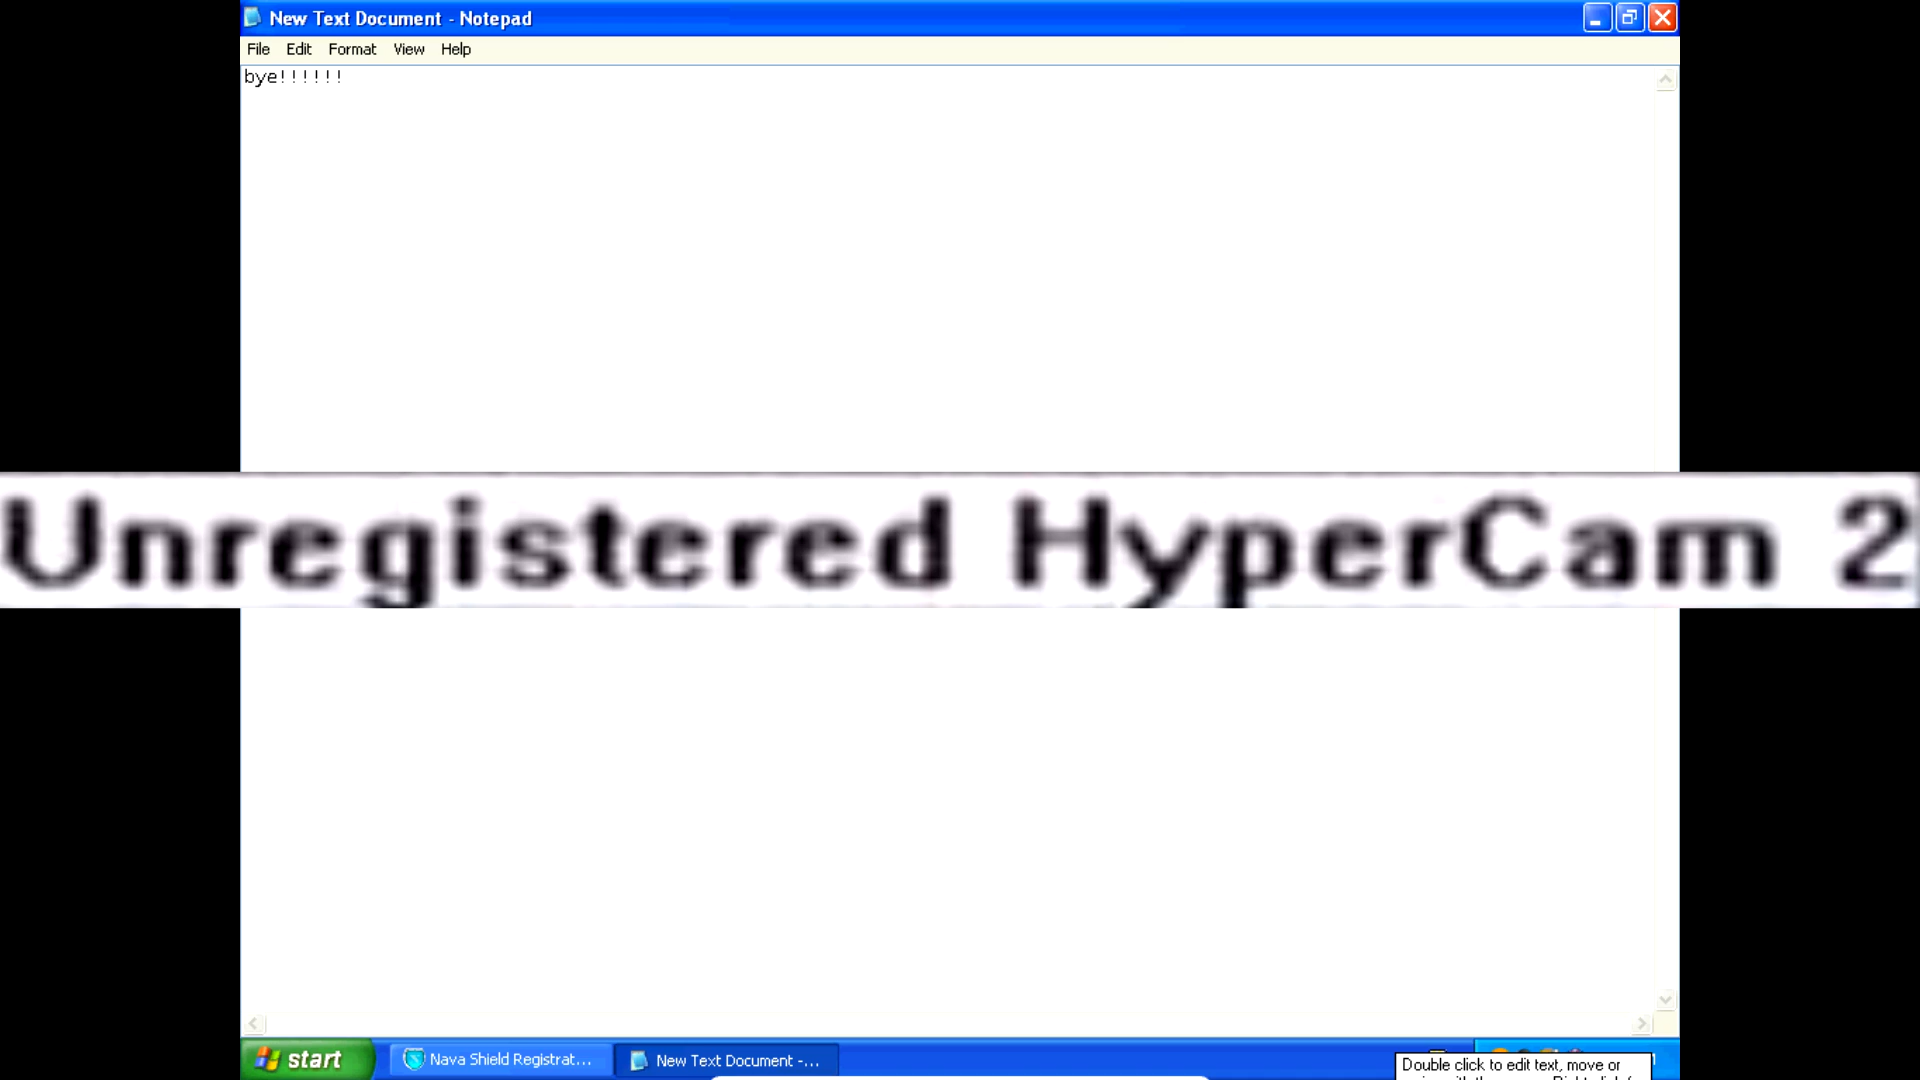 New Text Document - Notepad
File Edit Format View Help
bye!!!!!!
Unregistered HyperCam 2
start
Nava Shield Registrat...
New Text Document -...
Double click to edit text, move or